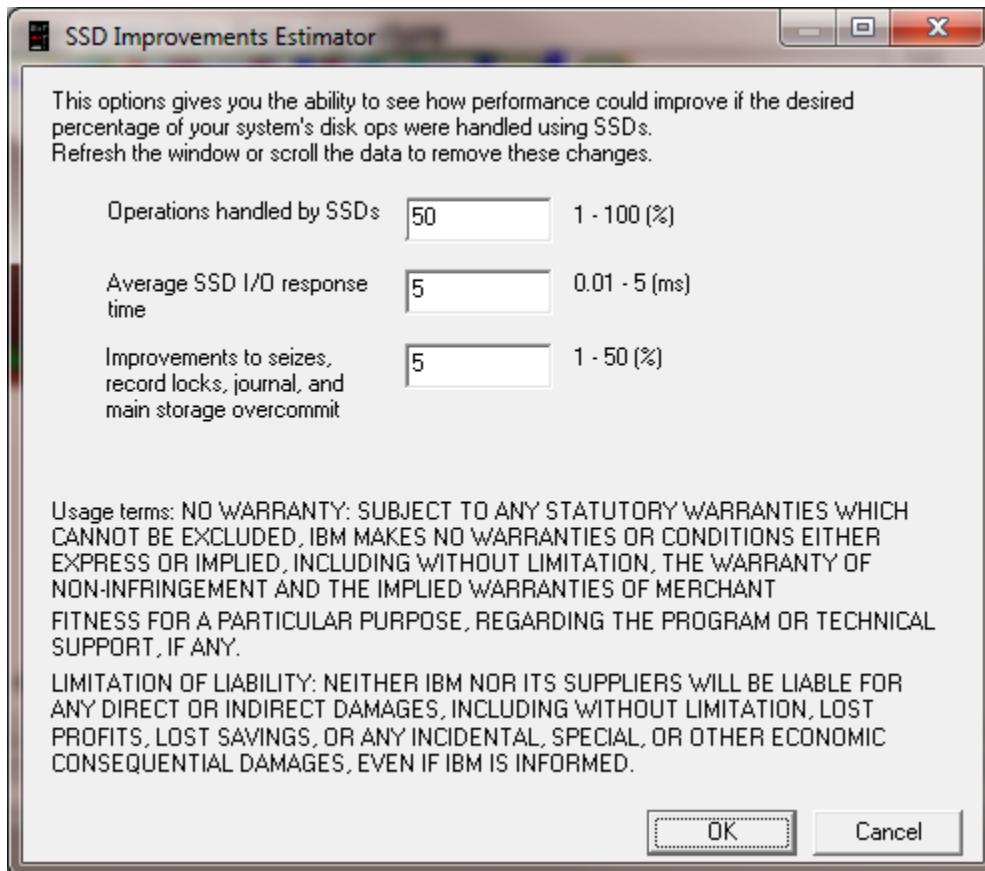 SSD Improvements Estimator
This options gives you the ability to see how performance could improve if the desired
percentage of your system's disk ops were handled using SSDs.
Refresh the window or scroll the data to remove these changes.
Operations handled by SSDs 50 1 - 100 (%)
Average SSD I/O response
time
5 0.01 - 5 (ms)
Improvements to seizes,
record locks, journal, and
main storage overcommit
5 1 - 50 (%)
Usage terms: NO WARRANTY: SUBJECT TO ANY STATUTORY WARRANTIES WHICH
CANNOT BE EXCLUDED, IBM MAKES NO WARRANTIES OR CONDITIONS EITHER
EXPRESS OR IMPLIED, INCLUDING WITHOUT LIMITATION, THE WARRANTY OF
NON-INFRINGEMENT AND THE IMPLIED WARRANTIES OF MERCHANT
FITNESS FOR A PARTICULAR PURPOSE, REGARDING THE PROGRAM OR TECHNICAL
SUPPORT, IF ANY.
LIMITATION OF LIABILITY: NEITHER IBM NOR ITS SUPPLIERS WILL BE LIABLE FOR
ANY DIRECT OR INDIRECT DAMAGES, INCLUDING WITHOUT LIMITATION, LOST
PROFITS, LOST SAVINGS, OR ANY INCIDENTAL, SPECIAL, OR OTHER ECONOMIC
CONSEQUENTIAL DAMAGES, EVEN IF IBM IS INFORMED.
OK Cancel